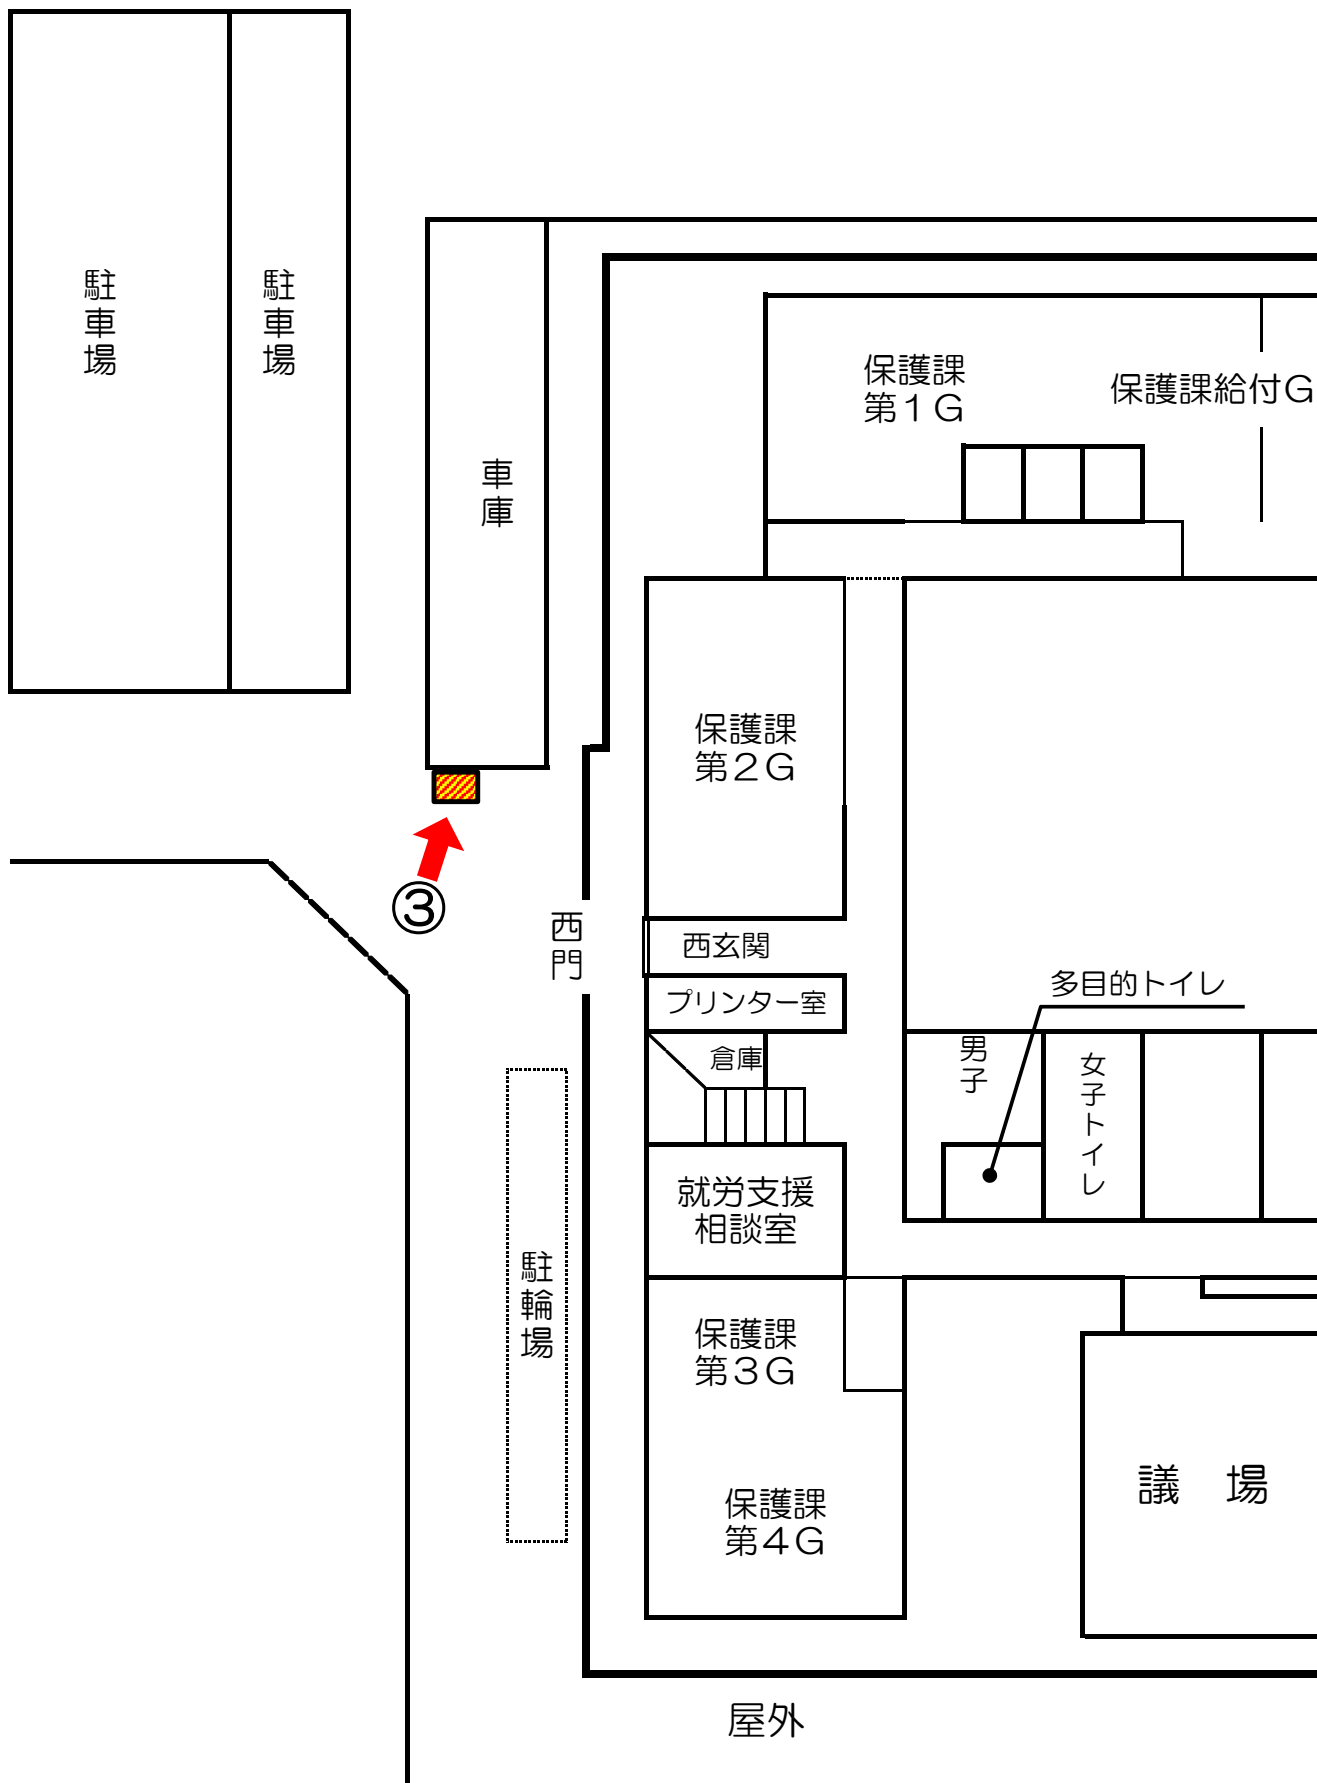 駐車場
駐車場
保護課
第１Ｇ
保護課給付Ｇ
車庫
保護課
第２Ｇ
③
西門
西玄関
プリンター室
多目的トイレ
倉庫
男子
女子トイレ
就労支援
相談室
駐輪場
保護課
第３Ｇ
議　場
保護課
第４Ｇ
屋外